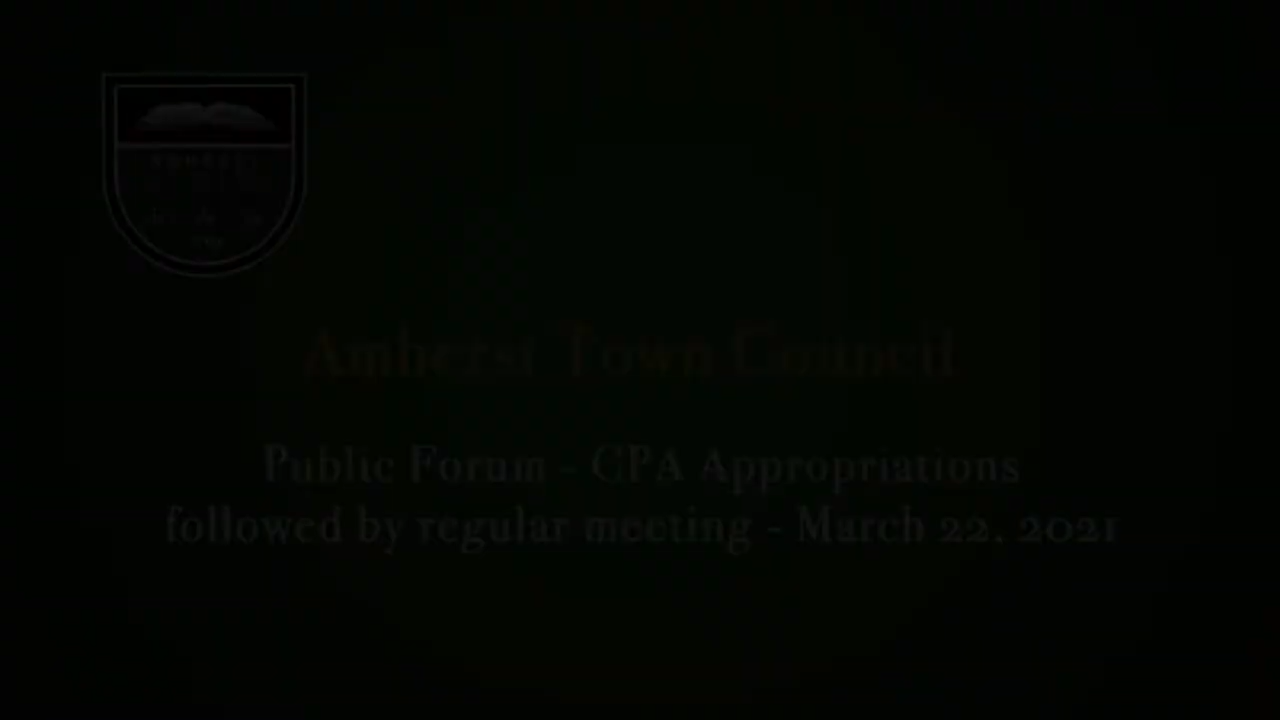 Amherst Town Council
Public Forum - CPA Appropriations
followed by regular meeting - March 22, 2021